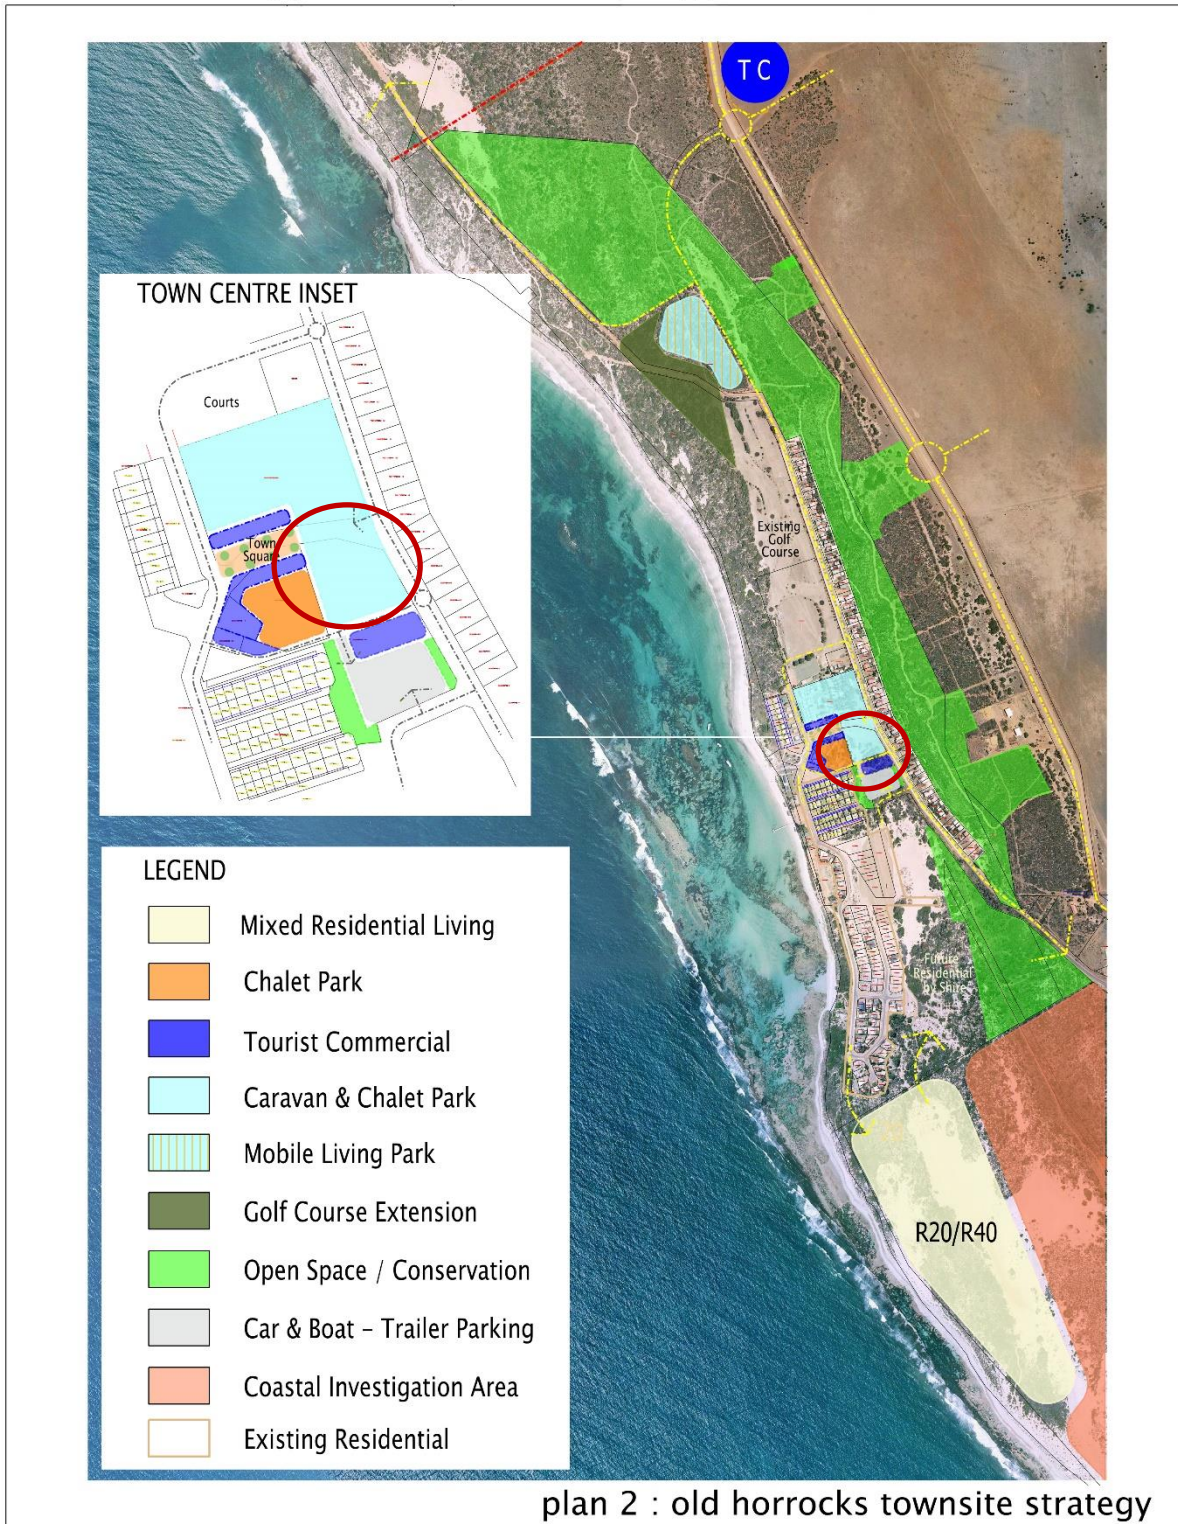 TC
TOWN CENTRE INSET
Courts
Town
Square
Existing
Golf
Course
Future
Residential
by Shire
R20/R40
LEGEND
Mixed Residential Living
Chalet Park
Tourist Commercial
Caravan & Chalet Park
Mobile Living Park
Golf Course Extension
Open Space / Conservation
Car & Boat – Trailer Parking
Coastal Investigation Area
Existing Residential
plan 2 : old horrocks townsite strategy